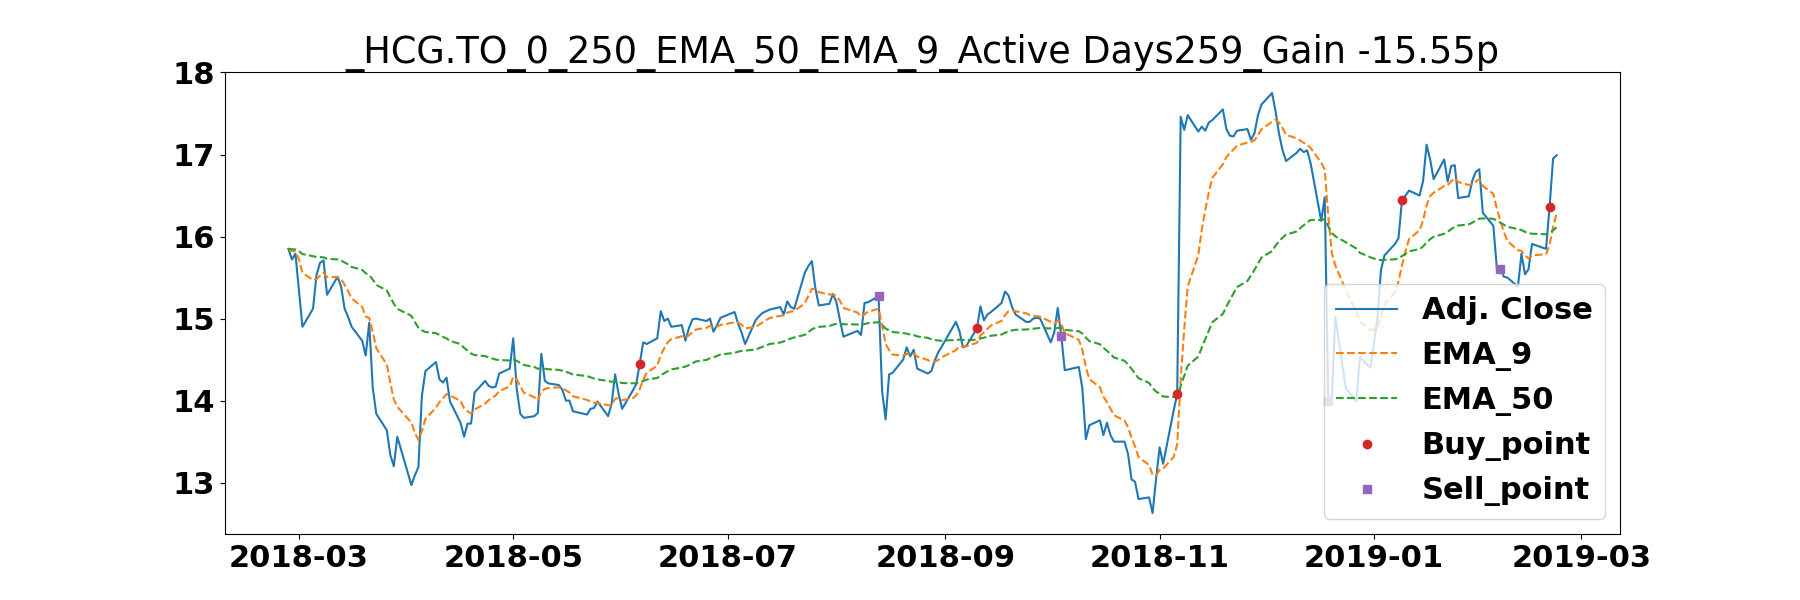 _HCG.TO_0_250_EMA_50_EMA_9_Active Days259_Gain -15.55p
18
17
16
15
14
13
Adj. Close
EMA_9
EMA_50
Buy_point
Sell_point
2018-03 2018-05 2018-07 2018-09 2018-11 2019-01 2019-03